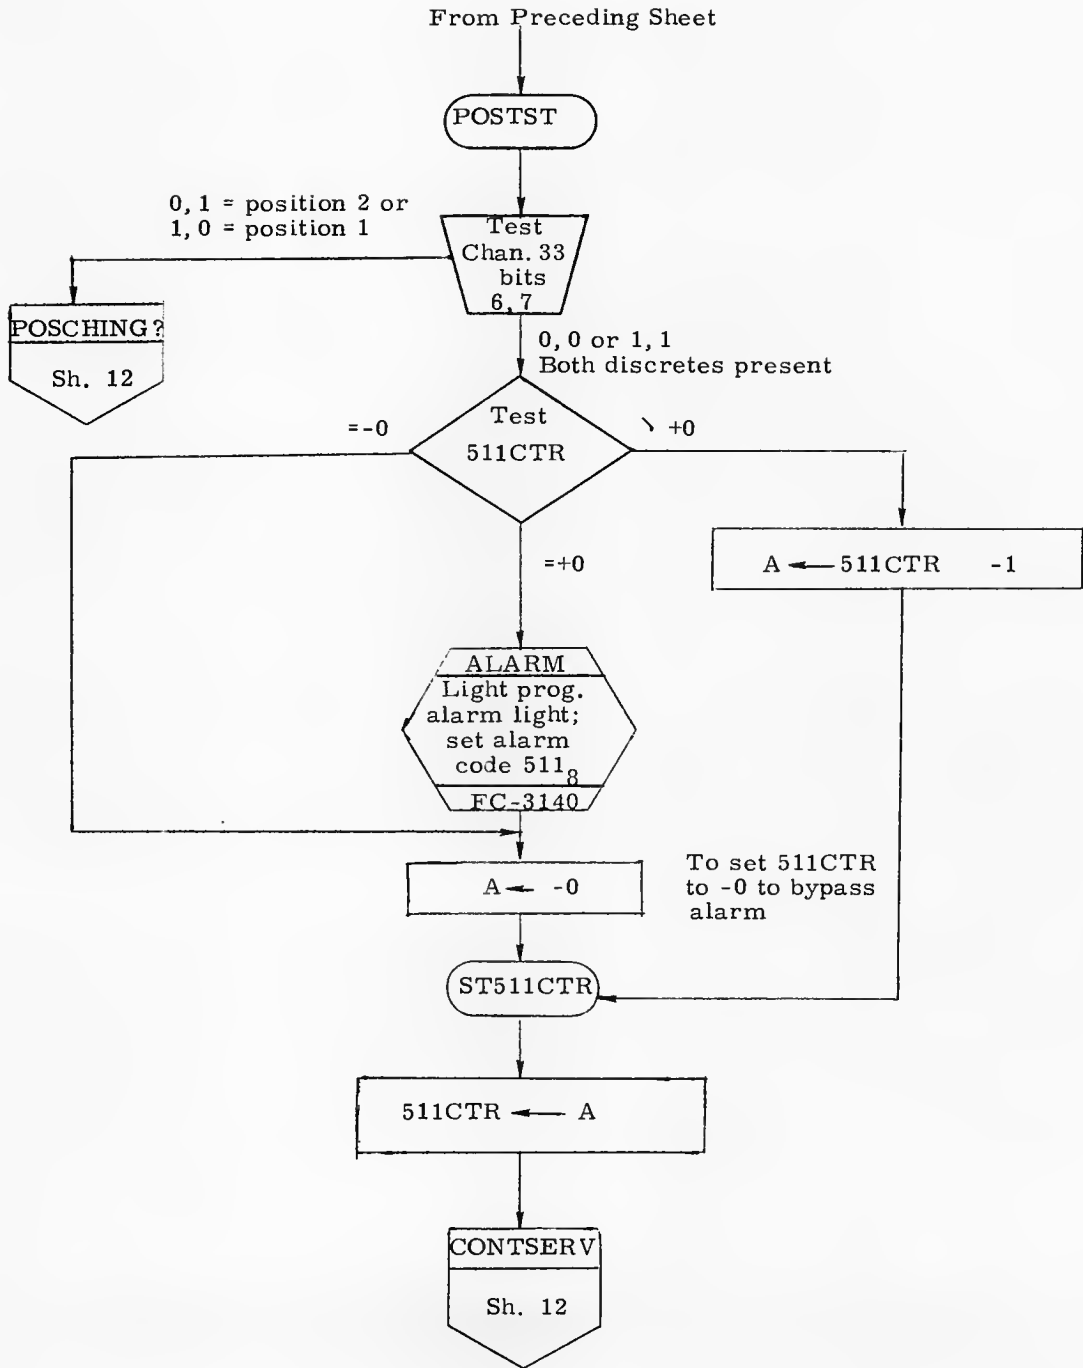 From Preceding Sheet
POSTST
0, 1 = position 2 or
1, 0 = position 1
Test
Chan. 33
bits
6, 7
POSCHING?
Sh. 12
0, 0 or 1, 1
Both discretes present
Test
511CTR
=-0
+0
=+0
A ← 511CTR -1
ALARM
Light prog.
alarm light;
set alarm
code 511₈
FC-3140
A ← -0
To set 511CTR
to -0 to bypass
alarm
ST511CTR
511CTR ← A
CONTSERV
Sh. 12